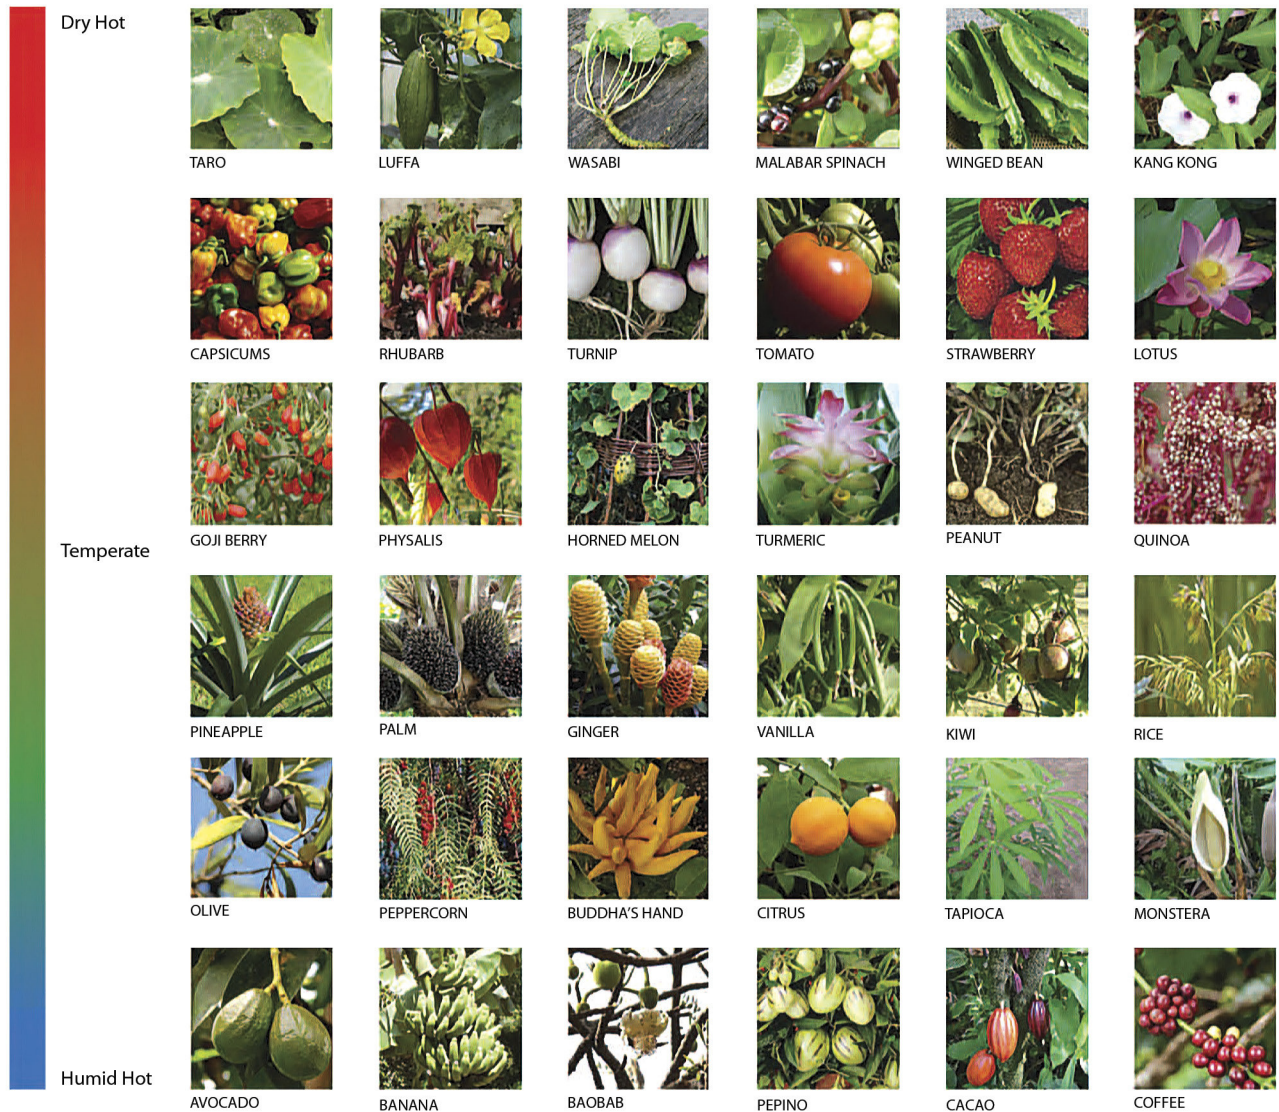 Dry Hot
TARO
LUFFA
WASABI
MALABAR SPINACH
WINGED BEAN
KANG KONG
CAPSICUMS
RHUBARB
TURNIP
TOMATO
STRAWBERRY
LOTUS
GOJI BERRY
PHYSALIS
HORNED MELON
TURMERIC
PEANUT
QUINOA
Temperate
PINEAPPLE
PALM
GINGER
VANILLA
KIWI
RICE
OLIVE
PEPPERCORN
BUDDHA'S HAND
CITRUS
TAPIOCA
MONSTERA
Humid Hot
AVOCADO
BANANA
BAOBAB
PEPINO
CACAO
COFFEE